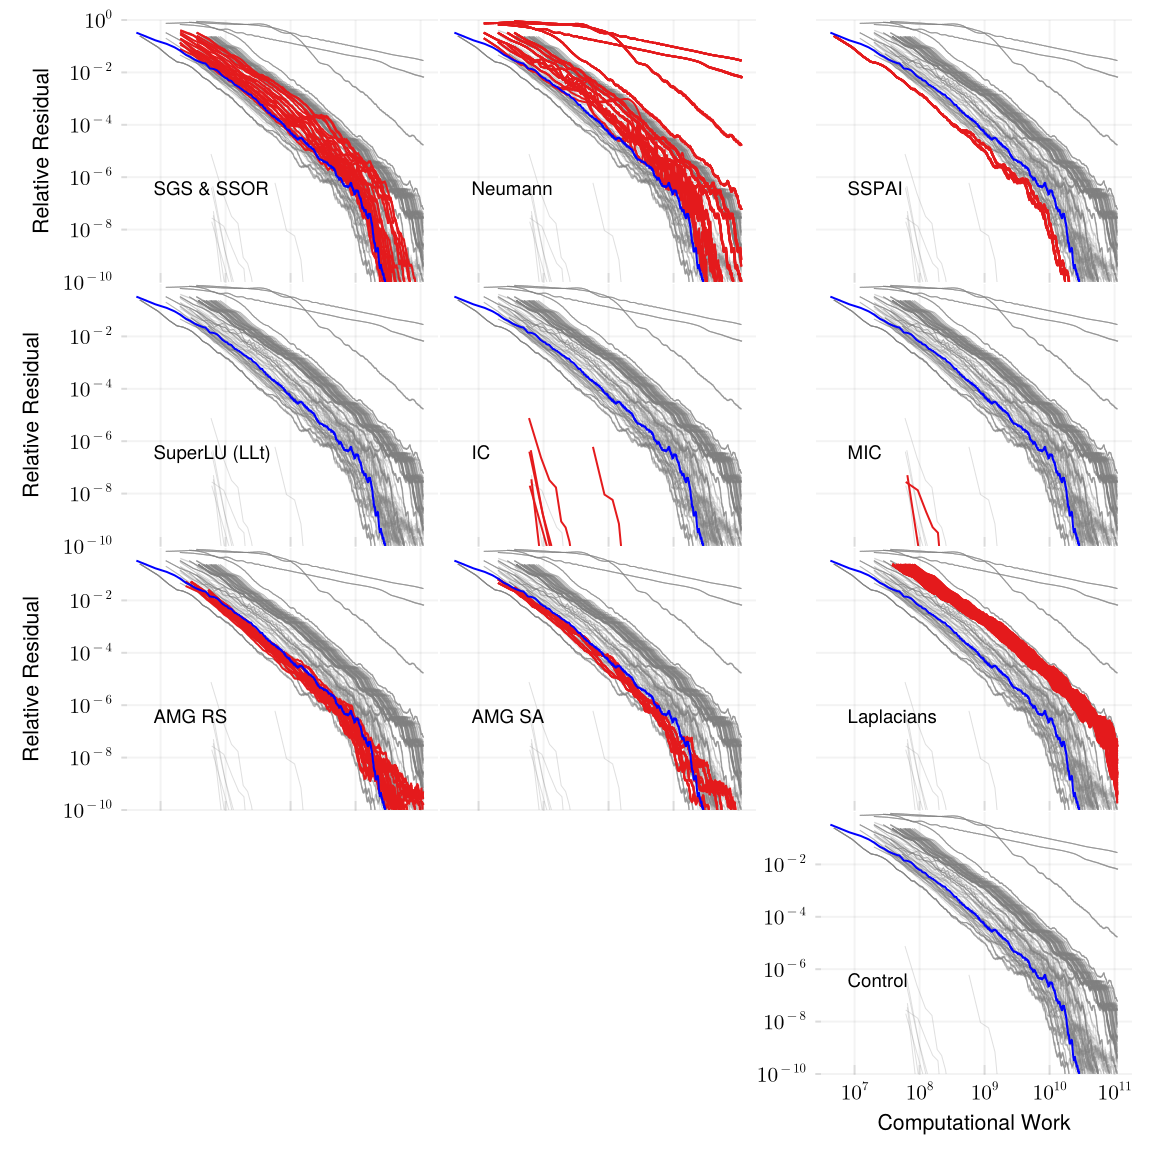 Relative Residual
10^0
10^−2
10^−4
10^−6
10^−8
10^−10
SGS & SSOR
Neumann
SSPAI
Relative Residual
10^−2
10^−4
10^−6
10^−8
10^−10
SuperLU (LLt)
IC
MIC
Relative Residual
10^−2
10^−4
10^−6
10^−8
10^−10
AMG RS
AMG SA
Laplacians
10^−2
10^−4
10^−6
10^−8
10^−10
Control
10^7 10^8 10^9 10^10 10^11
Computational Work